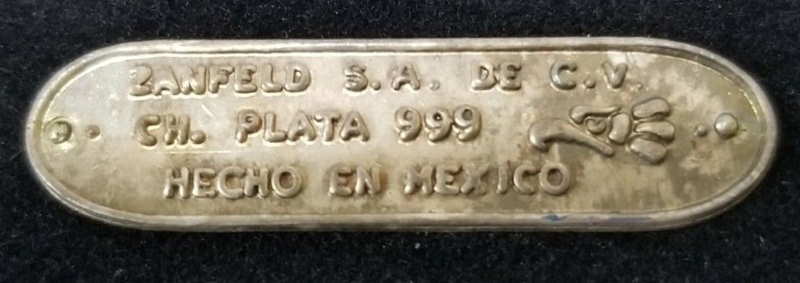 ZANFELD S.A. DE C.V.
CH. PLATA 999
HECHO EN MEXICO